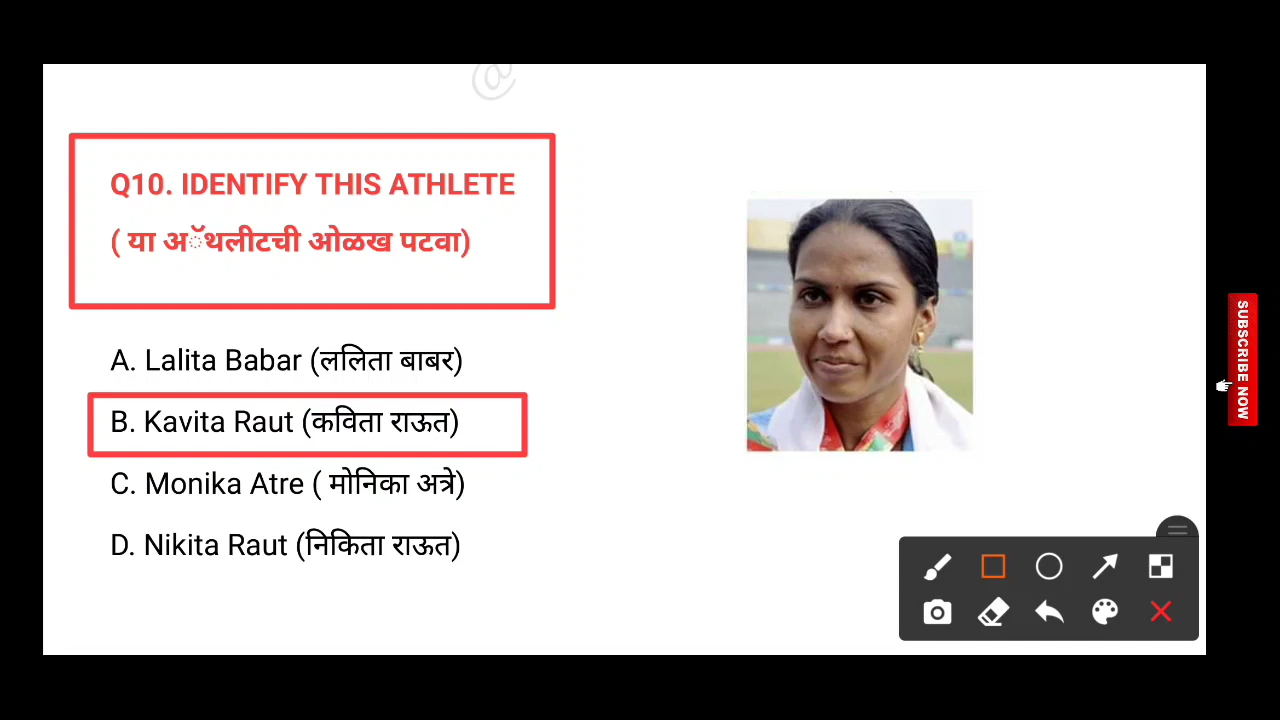 @
Q10. IDENTIFY THIS ATHLETE
( या अॅथलीटची ओळख पटवा)
A. Lalita Babar (ललिता बाबर)
B. Kavita Raut (कविता राऊत)
C. Monika Atre ( मोनिका अत्रे)
D. Nikita Raut (निकिता राऊत)
SUBSCRIBE NOW